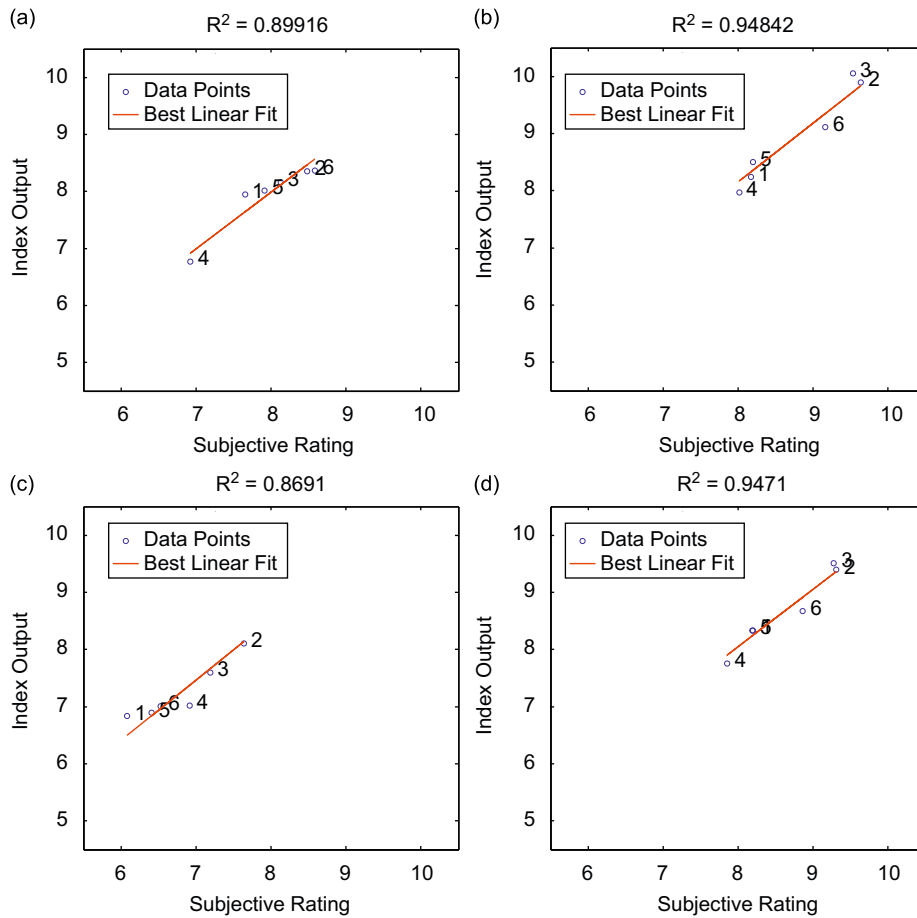 (a)
R² = 0.89916
Data Points
Best Linear Fit
10
9
8
7
6
5
Index Output
1
5
3
2
6
4
6 7 8 9 10
Subjective Rating
(b)
R² = 0.94842
Data Points
Best Linear Fit
10
9
8
7
6
5
Index Output
3
2
6
5
1
4
6 7 8 9 10
Subjective Rating
(c)
R² = 0.8691
Data Points
Best Linear Fit
10
9
8
7
6
5
Index Output
2
3
1
5
6
4
6 7 8 9 10
Subjective Rating
(d)
R² = 0.9471
Data Points
Best Linear Fit
10
9
8
7
6
5
Index Output
3
2
6
4
6 7 8 9 10
Subjective Rating